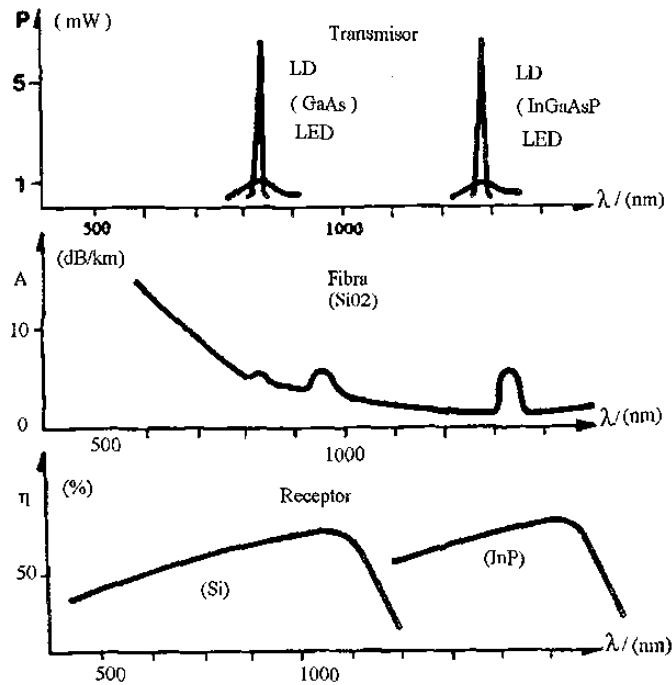 P (mW)
Transmisor
5
1
LD
(GaAs)
LED
LD
(InGaAsP
LED
500
1000
λ/(nm)
A
(dB/km)
Fibra
(Si02)
10
0
500
1000
λ/(nm)
η
(%)
Receptor
50
(Si)
(JnP)
500
1000
λ/(nm)